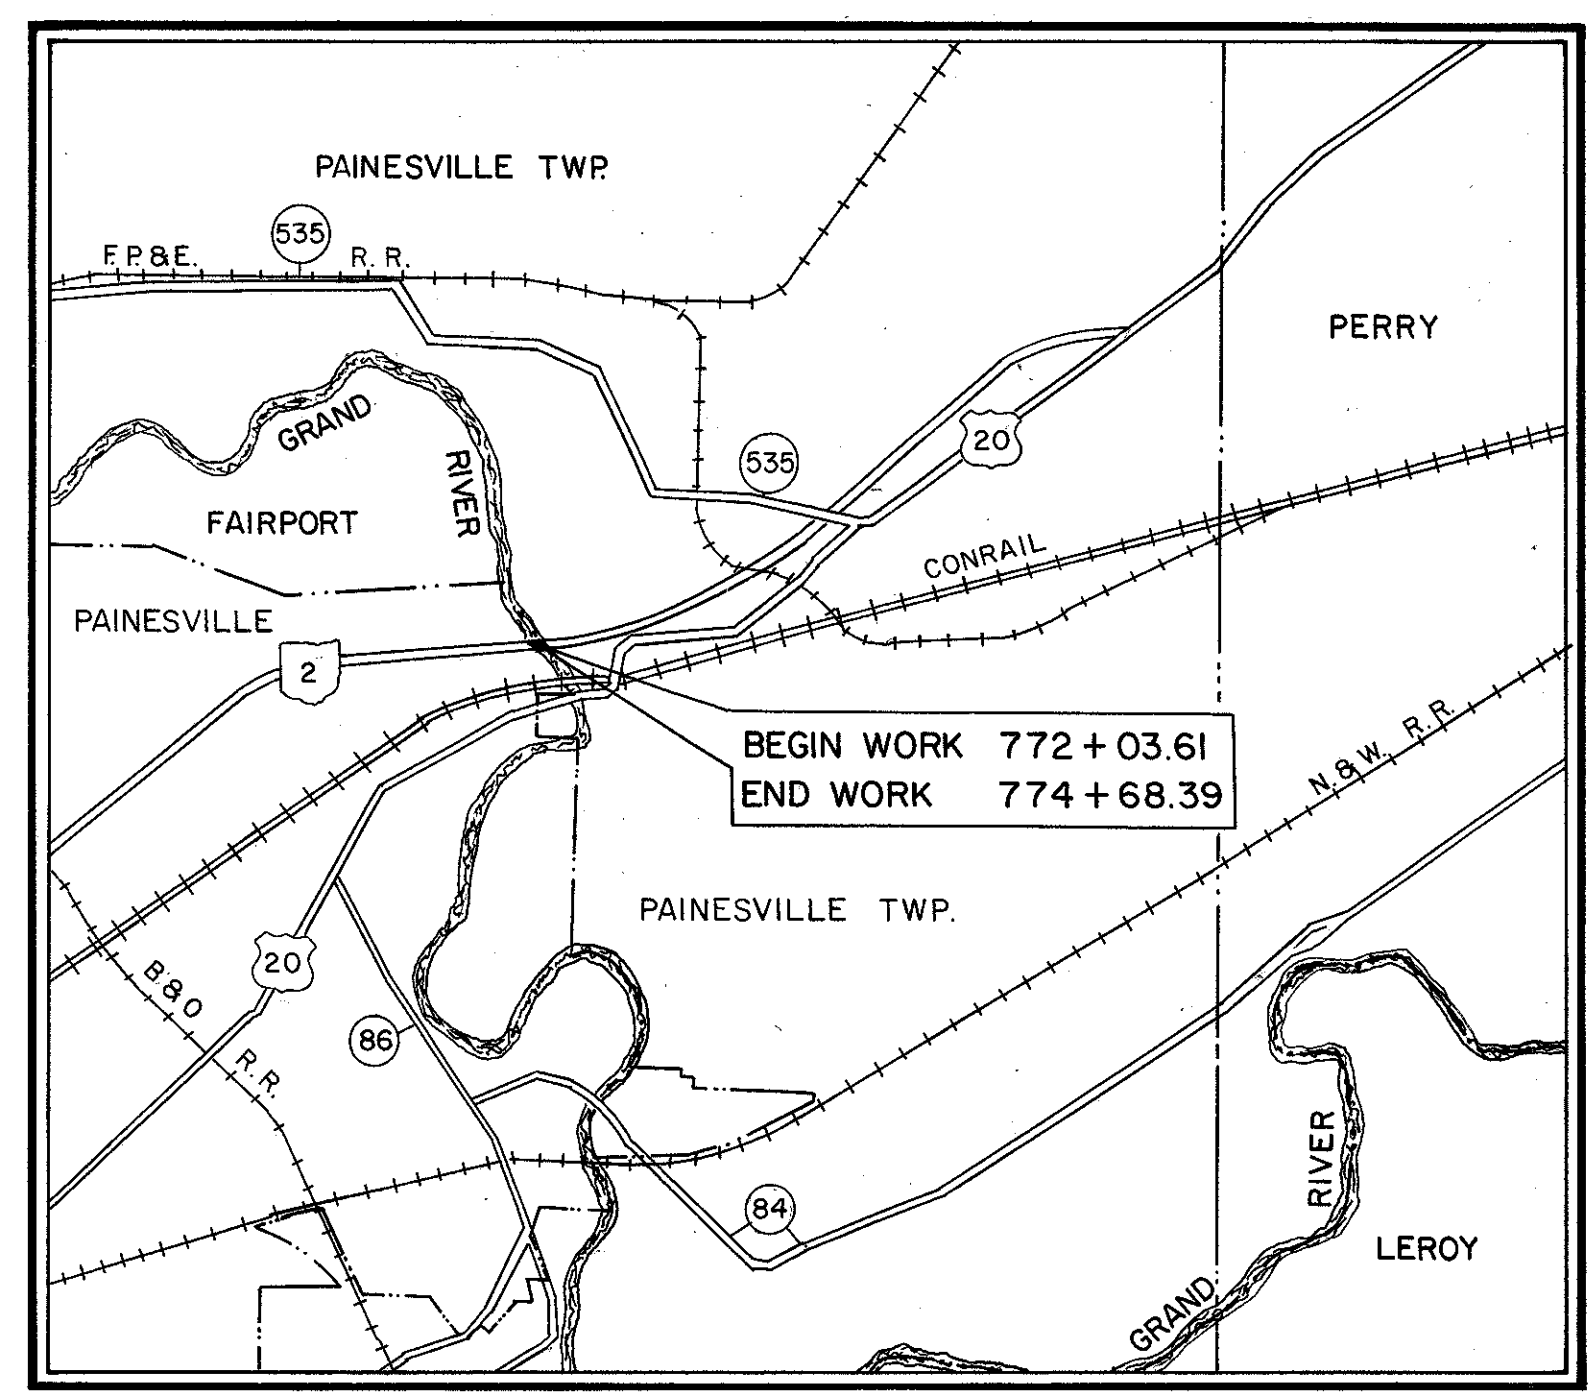 PAINESVILLE TWP.
535
F. P. & E. R. R.
PERRY
GRAND
RIVER
20
535
FAIRPORT
CONRAIL
PAINESVILLE
2
BEGIN WORK 772 + 03.61
END WORK 774 + 68.39
N. & W. R. R.
PAINESVILLE TWP.
20
B. & O
R. R.
86
84
RIVER
GRAND
LEROY